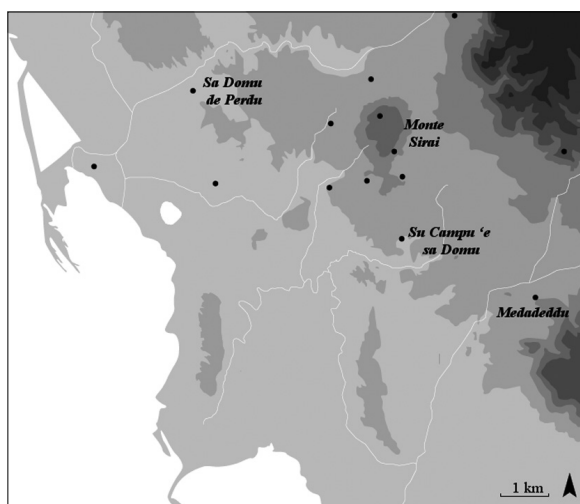 Sa Domu
de Perdu
Monte
Sirai
Su Campu 'e
sa Domu
Medadeddu
1 km